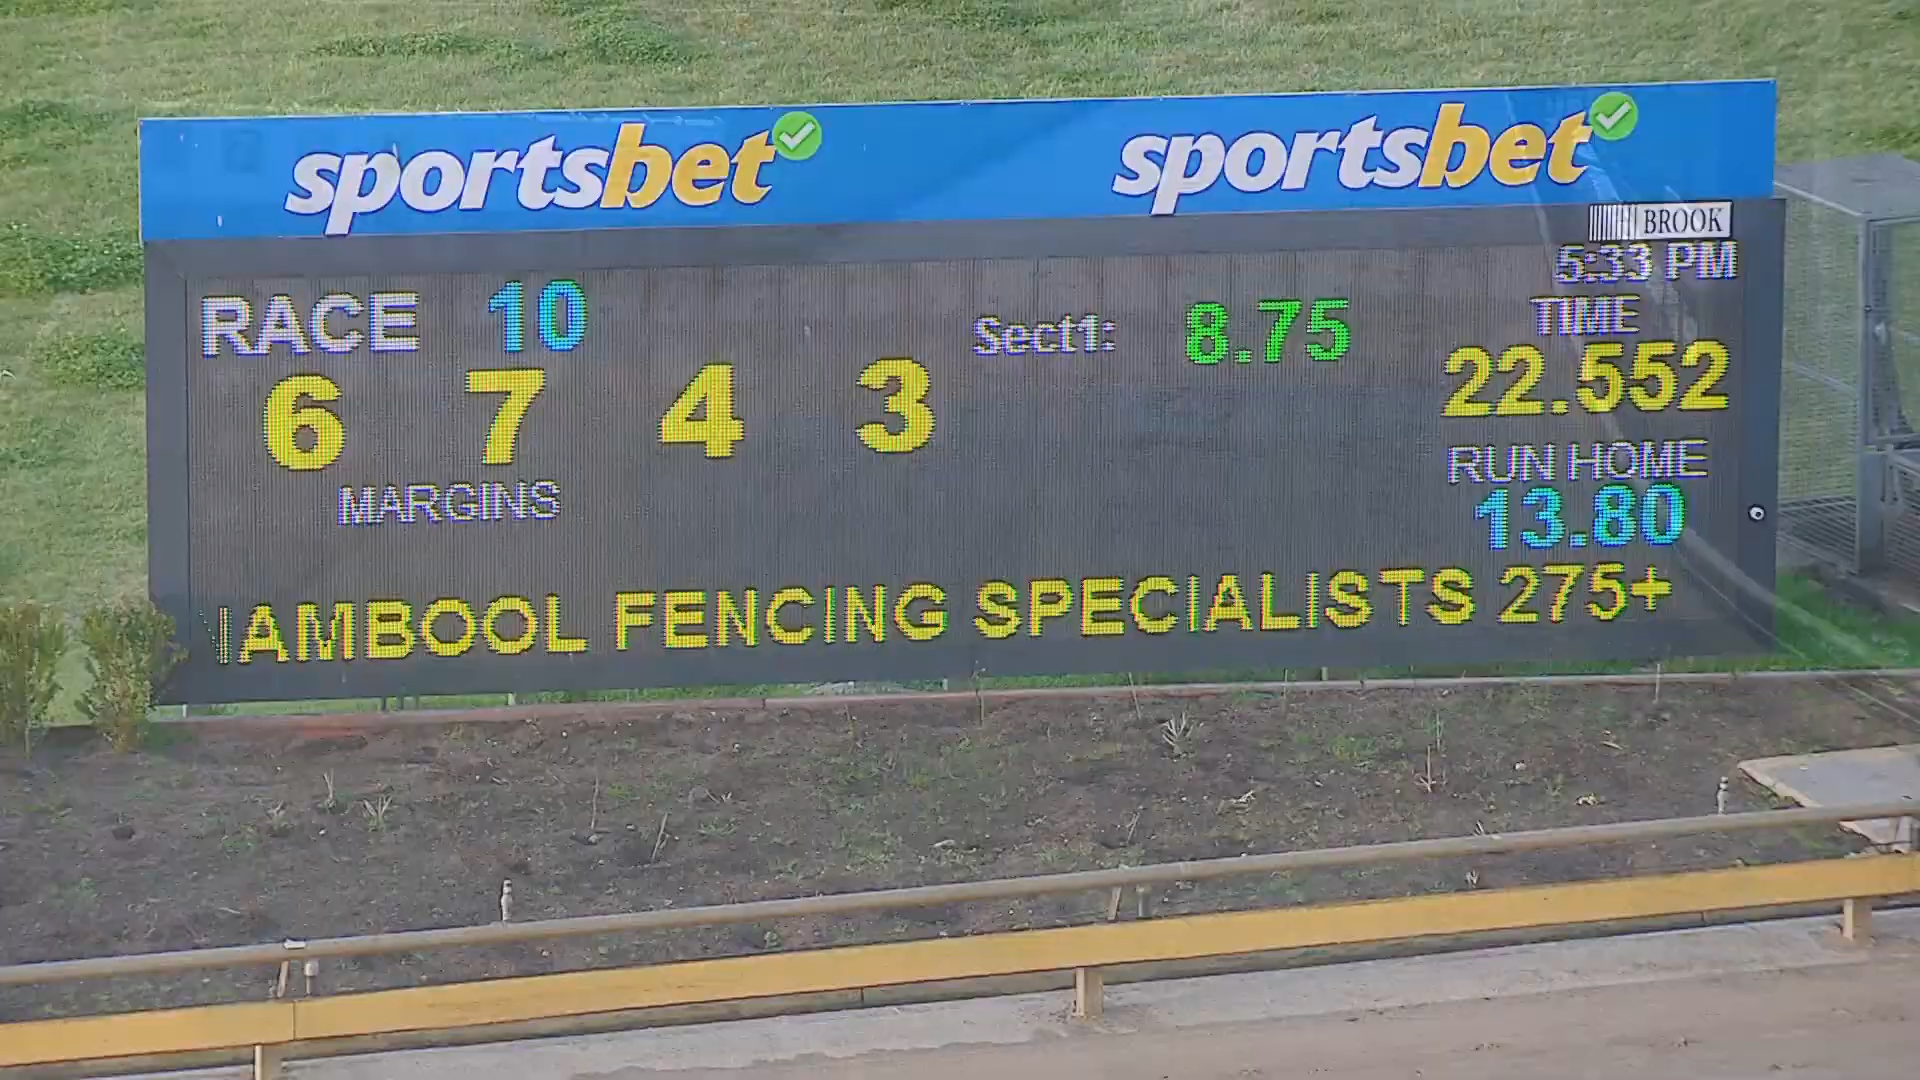 sportsbet sportsbet
BROOK
5:33 PM
RACE 10 Sect1: 8.75 TIME
22.552
6 7 4 3
RUN HOME
MARGINS 13.80
FENCING SPECIALISTS 275+